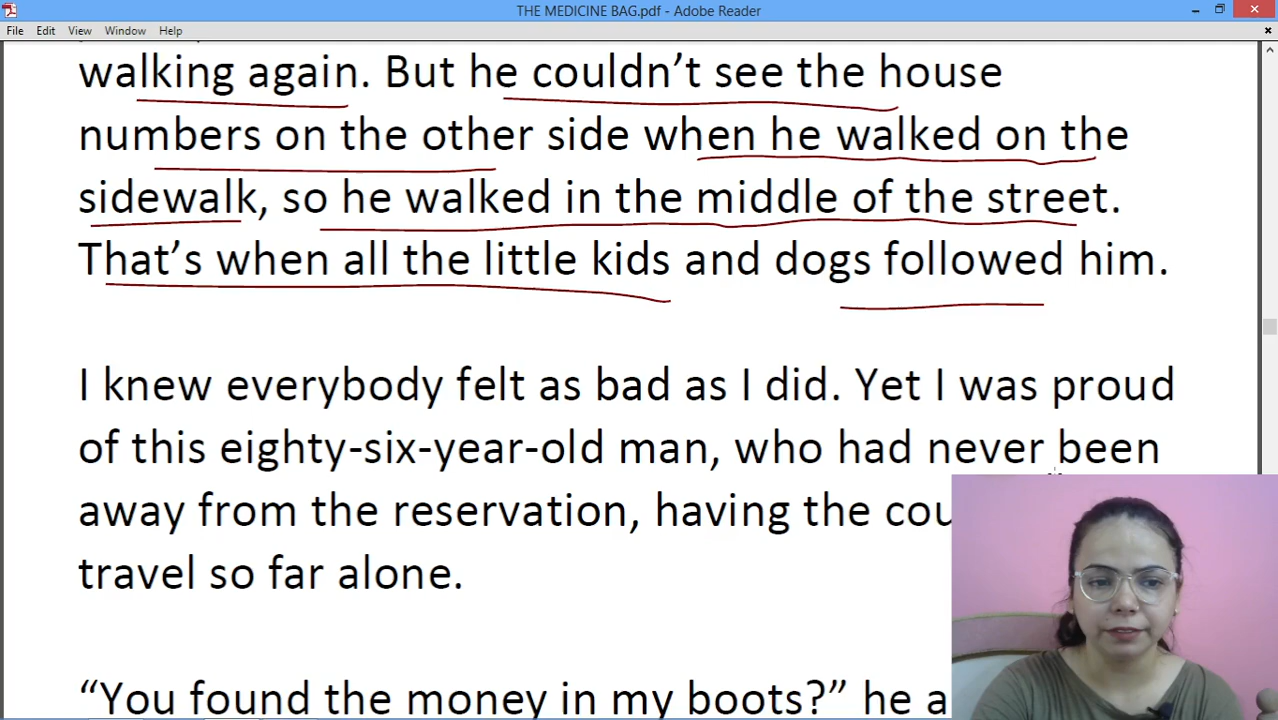 THE MEDICINE BAG.pdf - Adobe Reader
File Edit View Window Help
walking again. But he couldn’t see the house
numbers on the other side when he walked on the
sidewalk, so he walked in the middle of the street.
That’s when all the little kids and dogs followed him.
I knew everybody felt as bad as I did. Yet I was proud
of this eighty-six-year-old man, who had never been
away from the reservation, having the
travel so far alone.
“You found the money in my boots?” he